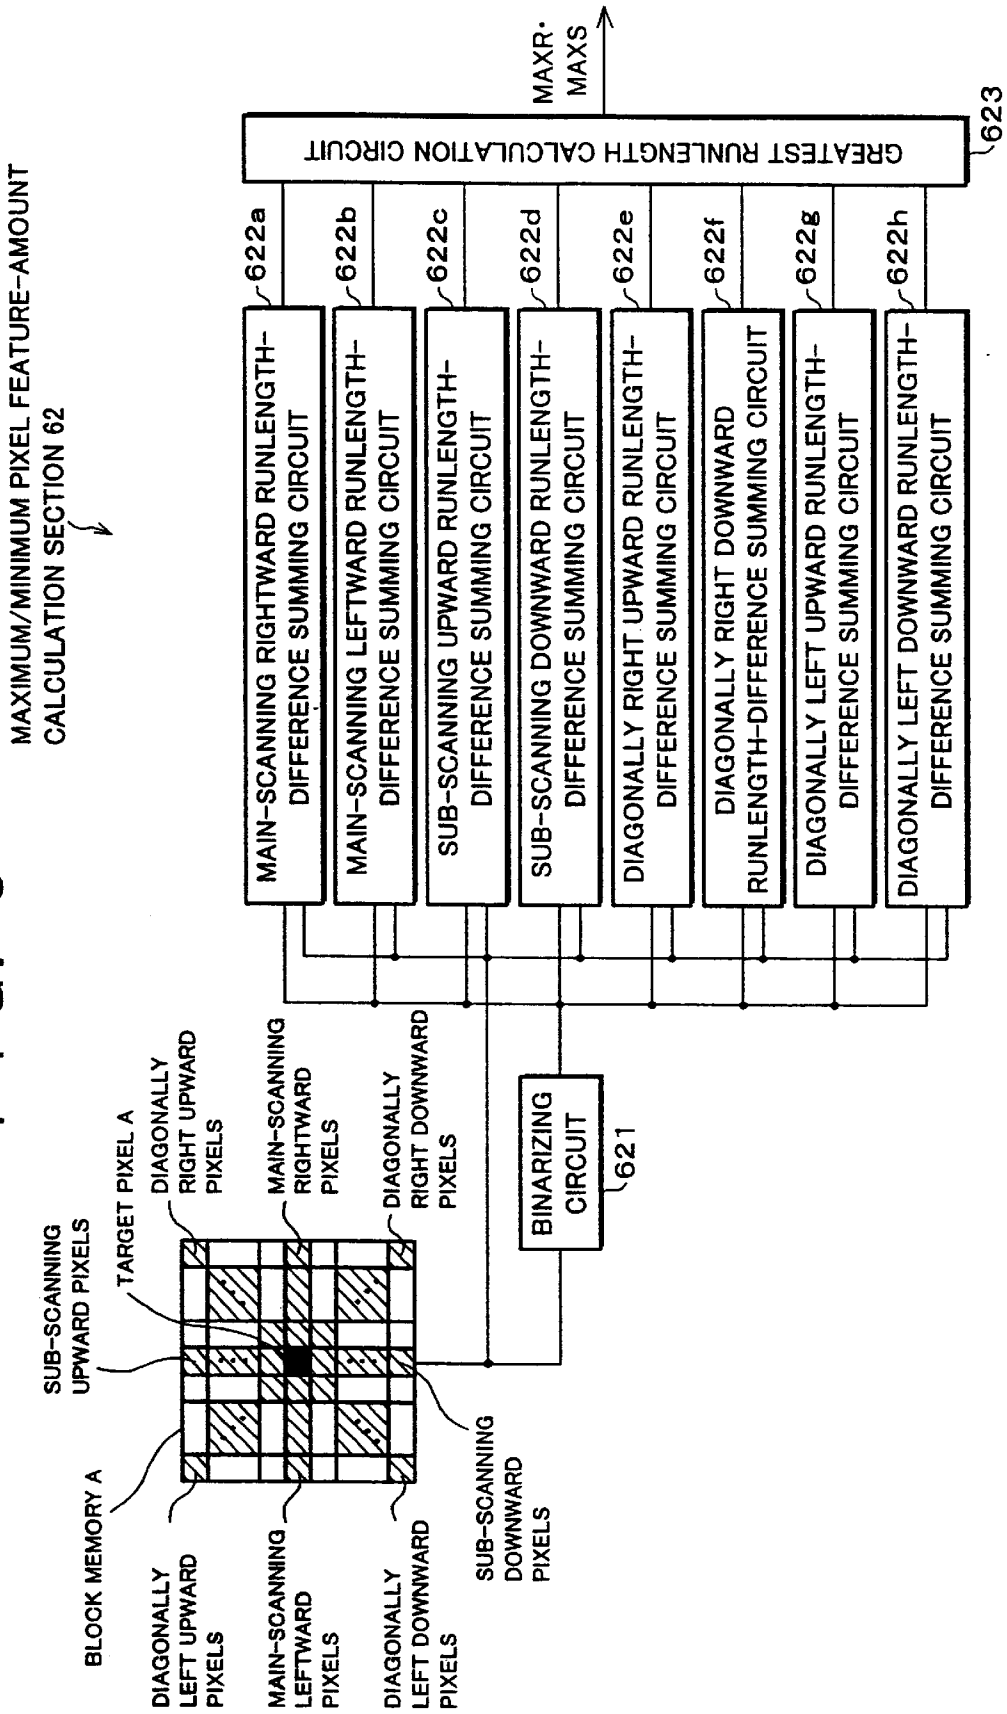 MAXIMUM/MINIMUM PIXEL FEATURE-AMOUNT
CALCULATION SECTION 62
BLOCK MEMORY A
SUB-SCANNING
UPWARD PIXELS
TARGET PIXEL A
DIAGONALLY
LEFT UPWARD
PIXELS
DIAGONALLY
RIGHT UPWARD
PIXELS
MAIN-SCANNING
LEFTWARD
PIXELS
MAIN-SCANNING
RIGHTWARD
PIXELS
DIAGONALLY
LEFT DOWNWARD
PIXELS
DIAGONALLY
RIGHT DOWNWARD
PIXELS
SUB-SCANNING
DOWNWARD
PIXELS
BINARIZING
CIRCUIT
621
MAIN-SCANNING RIGHTWARD RUNLENGTH-
DIFFERENCE SUMMING CIRCUIT
622a
MAIN-SCANNING LEFTWARD RUNLENGTH-
DIFFERENCE SUMMING CIRCUIT
622b
SUB-SCANNING UPWARD RUNLENGTH-
DIFFERENCE SUMMING CIRCUIT
622c
SUB-SCANNING DOWNWARD RUNLENGTH-
DIFFERENCE SUMMING CIRCUIT
622d
DIAGONALLY RIGHT UPWARD RUNLENGTH-
DIFFERENCE SUMMING CIRCUIT
622e
DIAGONALLY RIGHT DOWNWARD
RUNLENGTH-DIFFERENCE SUMMING CIRCUIT
622f
DIAGONALLY LEFT UPWARD RUNLENGTH-
DIFFERENCE SUMMING CIRCUIT
622g
DIAGONALLY LEFT DOWNWARD RUNLENGTH-
DIFFERENCE SUMMING CIRCUIT
622h
GREATEST RUNLENGTH CALCULATION CIRCUIT
623
MAXR·
MAXS